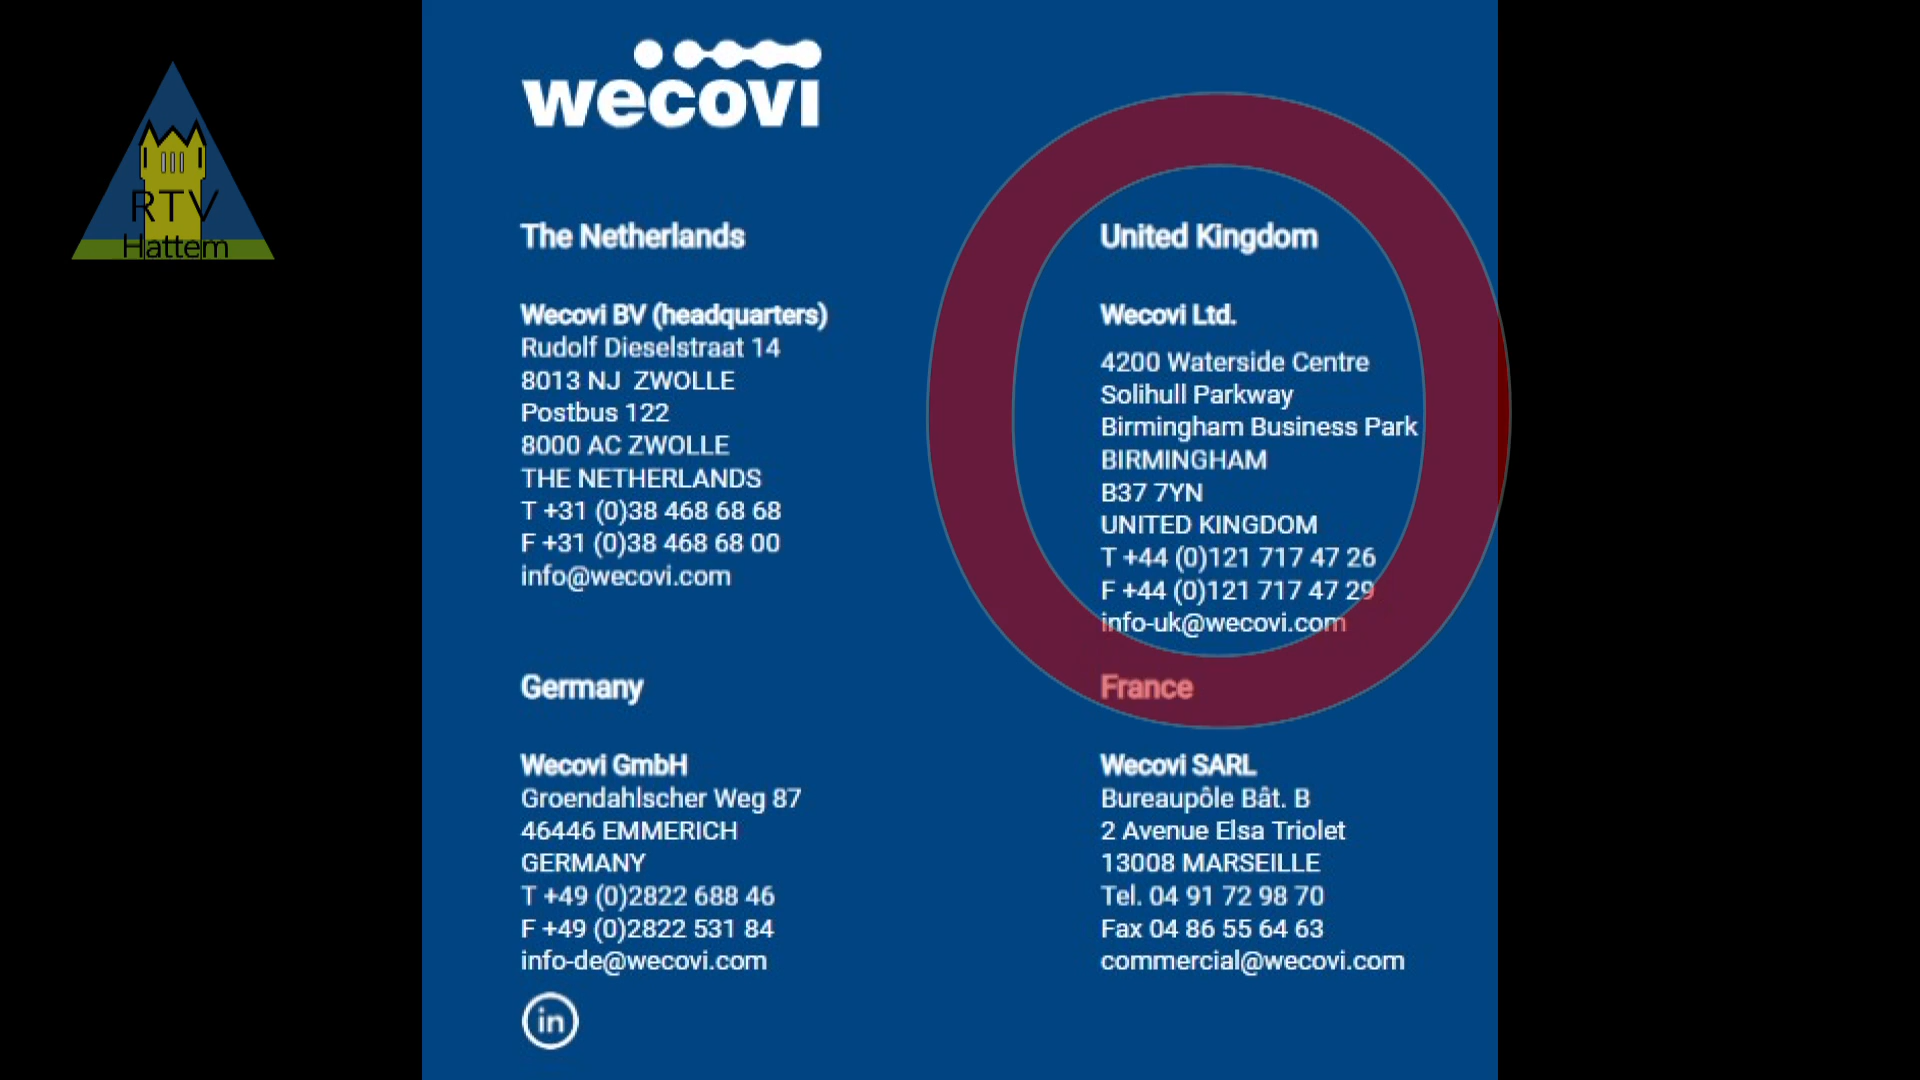 RTV
Hattem
wecovi
The Netherlands
Wecovi BV (headquarters)
Rudolf Dieselstraat 14
8013 NJ ZWOLLE
Postbus 122
8000 AC ZWOLLE
THE NETHERLANDS
T +31 (0)38 468 68 68
F +31 (0)38 468 68 00
info@wecovi.com
United Kingdom
Wecovi Ltd.
4200 Waterside Centre
Solihull Parkway
Birmingham Business Park
BIRMINGHAM
B37 7YN
UNITED KINGDOM
T +44 (0)121 717 47 26
F +44 (0)121 717 47 29
info-uk@wecovi.com
Germany
Wecovi GmbH
Groendahlscher Weg 87
46446 EMMERICH
GERMANY
T +49 (0)2822 688 46
F +49 (0)2822 531 84
info-de@wecovi.com
in
France
Wecovi SARL
Bureaupôle Bât. B
2 Avenue Elsa Triolet
13008 MARSEILLE
Tel. 04 91 72 98 70
Fax 04 86 55 64 63
commercial@wecovi.com